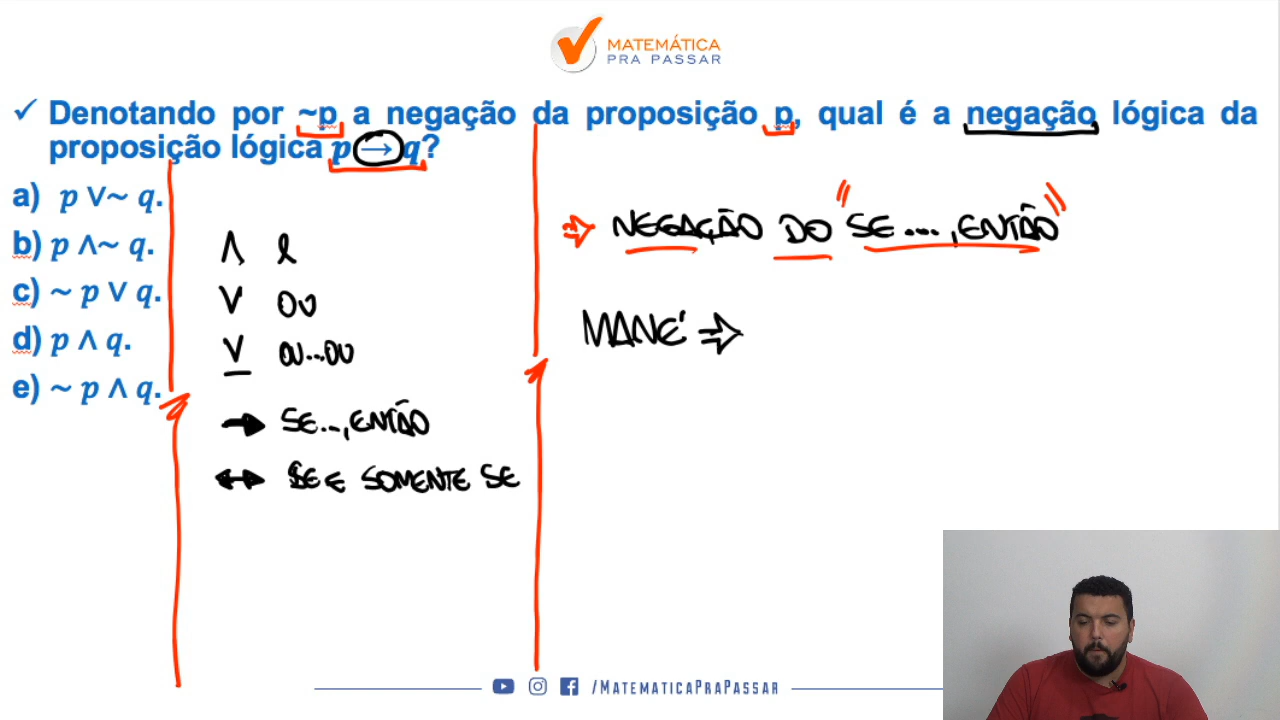 MATEMÁTICA
PRA PASSAR
✓ Denotando por ~p a negação da proposição p, qual é a negação lógica da
proposição lógica p → q?
a) p ∨~ q.
b) p ∧~ q.
c) ~ p ∨ q.
d) p ∧ q.
e) ~ p ∧ q.
∧ e
∨ OU
⊻ OU...OU
→ SE..., ENTÃO
↔ SE E SOMENTE SE
⇒ NEGAÇÃO DO "SE ..., ENTÃO"
MANÉ ⇒
/MATEMATICAPRAPASSAR